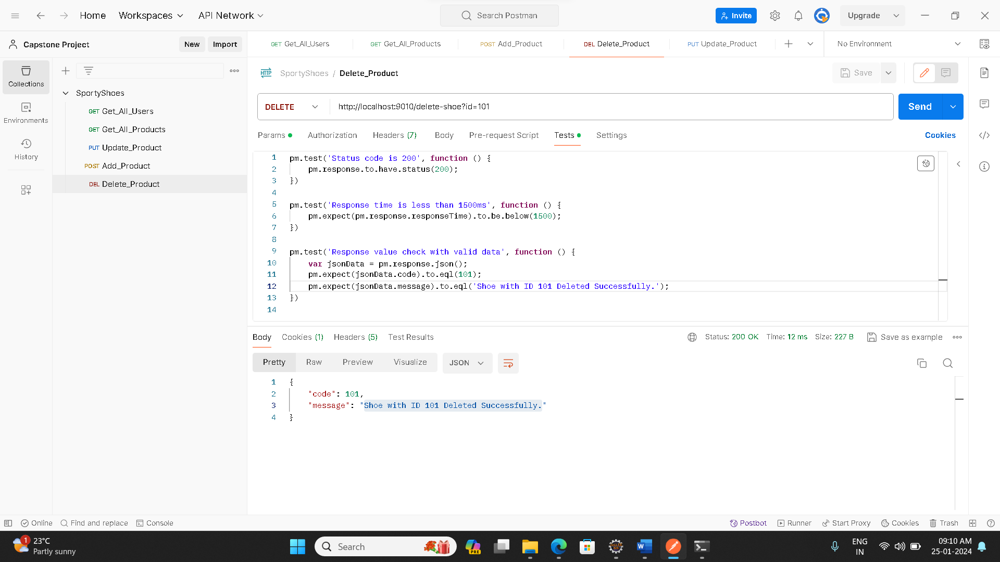 Home Workspaces API Network Search Postman Invite Upgrade
Capstone Project New Import GET Get_All_Users GET Get_All_Products POST Add_Product DEL Delete_Product PUT Update_Product No Environment
Collections
Environments
History
SportyShoes
GET Get_All_Users
GET Get_All_Products
PUT Update_Product
POST Add_Product
DEL Delete_Product
HTTP SportyShoes / Delete_Product Save
DELETE http://localhost:9010/delete-shoe?id=101 Send
Params Authorization Headers (7) Body Pre-request Script Tests Settings Cookies
1 pm.test('Status code is 200', function () {
2 pm.response.to.have.status(200);
3 })
4
5 pm.test('Response time is less than 1500ms', function () {
6 pm.expect(pm.response.responseTime).to.be.below(1500);
7 })
8
9 pm.test('Response value check with valid data', function () {
10 var jsonData = pm.response.json();
11 pm.expect(jsonData.code).to.eql(101);
12 pm.expect(jsonData.message).to.eql('Shoe with ID 101 Deleted Successfully.');
13 })
14
Body Cookies (1) Headers (5) Test Results Status: 200 OK Time: 12 ms Size: 227 B Save as example
Pretty Raw Preview Visualize JSON
1 {
2 "code": 101,
3 "message": "Shoe with ID 101 Deleted Successfully."
4 }
Online Find and replace Console Postbot Runner Start Proxy Cookies Trash
1 23°C
Partly sunny
Search
PRE
IDE
W
ENG
IN
09:10 AM
25-01-2024